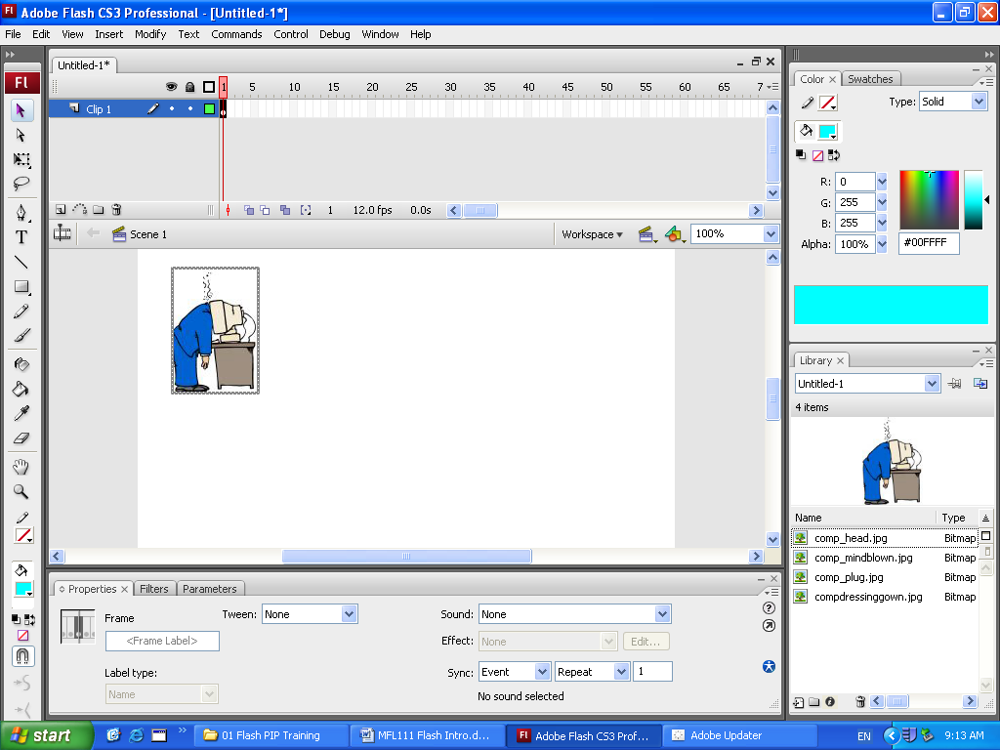 Fl Adobe Flash CS3 Professional - [Untitled-1*]
File Edit View Insert Modify Text Commands Control Debug Window Help
Untitled-1*
Fl
1 5 10 15 20 25 30 35 40 45 50 55 60 65 7
Clip 1
1 12.0 fps 0.0s
Scene 1 Workspace 100%
T
Color Swatches
Type: Solid
R: 0
G: 255
B: 255
Alpha: 100% #00FFFF
Library
Untitled-1
4 items
Name Type
comp_head.jpg Bitmap
comp_mindblown.jpg Bitmap
comp_plug.jpg Bitmap
compdressinggown.jpg Bitmap
Properties Filters Parameters
Frame Tween: None Sound: None
<Frame Label> Effect: None Edit...
Label type: Sync: Event Repeat 1
Name No sound selected
start 01 Flash PIP Training MFL111 Flash Intro.d... Fl Adobe Flash CS3 Prof... Adobe Updater EN 9:13 AM